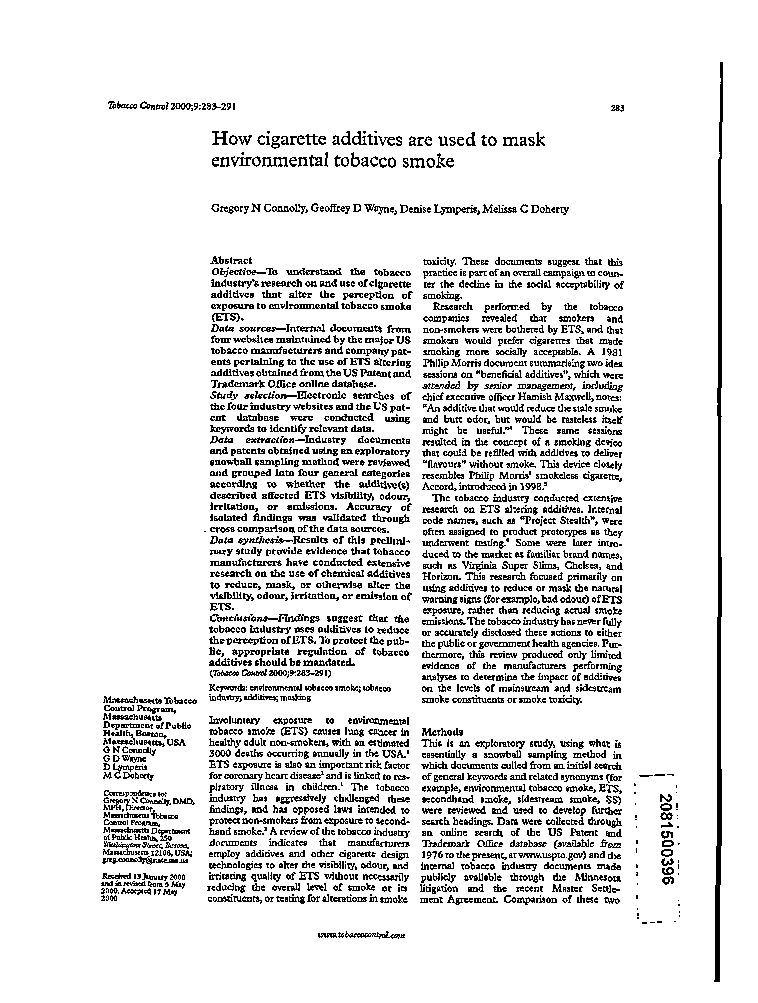 Tobacco Control 2000;9:283–291
283
How cigarette additives are used to mask
environmental tobacco smoke
Gregory N Connolly, Geoffrey D Wayne, Denise Lymperis, Melissa C Doherty
Abstract
Objective—To understand the tobacco
industry's research on and use of cigarette
additives that alter the perception of
exposure to environmental tobacco smoke
(ETS).
Data sources—Internal documents from
four websites maintained by the major US
tobacco manufacturers and company pat-
ents pertaining to the use of ETS altering
additives obtained from the US Patent and
Trademark Office online database.
Study selection—Electronic searches of
the four industry websites and the US pat-
ent database were conducted using
keywords to identify relevant data.
Data extraction—Industry documents
and patents obtained using an exploratory
snowball sampling method were reviewed
and grouped into four general categories
according to whether the additive(s)
described affected ETS visibility, odour,
irritation, or emissions. Accuracy of
isolated findings was validated through
cross comparison of the data sources.
Data synthesis—Results of this prelimi-
nary study provide evidence that tobacco
manufacturers have conducted extensive
research on the use of chemical additives
to reduce, mask, or otherwise alter the
visibility, odour, irritation, or emission of
ETS.
Conclusions—Findings suggest that the
tobacco industry uses additives to reduce
the perception of ETS. To protect the pub-
lic, appropriate regulation of tobacco
additives should be mandated.
(Tobacco Control 2000;9:283–291)
Keywords: environmental tobacco smoke; tobacco
industry; additives; masking
Involuntary exposure to environmental
tobacco smoke (ETS) causes lung cancer in
healthy adult non-smokers, with an estimated
3000 deaths occurring annually in the USA.¹
ETS exposure is also an important risk factor
for coronary heart disease² and is linked to res-
piratory illness in children.¹ The tobacco
industry has aggressively challenged these
findings, and has opposed laws intended to
protect non-smokers from exposure to second-
hand smoke.³ A review of the tobacco industry
documents indicates that manufacturers
employ additives and other cigarette design
technologies to alter the visibility, odour, and
irritating quality of ETS without necessarily
reducing the overall level of smoke or its
constituents, or testing for alterations in smoke
toxicity. These documents suggest that this
practice is part of an overall campaign to coun-
ter the decline in the social acceptability of
smoking.
Research performed by the tobacco
companies revealed that smokers and
non-smokers were bothered by ETS, and that
smokers would prefer cigarettes that made
smoking more socially acceptable. A 1981
Philip Morris document summarising two idea
sessions on "beneficial additives", which were
attended by senior management, including
chief executive officer Hamish Maxwell, notes:
"An additive that would reduce the stale smoke
and butt odor, but would be tasteless itself
might be useful."⁴ These same sessions
resulted in the concept of a smoking device
that could be refilled with additives to deliver
"flavours" without smoke. This device closely
resembles Philip Morris' smokeless cigarette,
Accord, introduced in 1998.⁵
The tobacco industry conducted extensive
research on ETS altering additives. Internal
code names, such as "Project Stealth", were
often assigned to product prototypes as they
underwent testing.⁶ Some were later intro-
duced to the market as familiar brand names,
such as Virginia Super Slims, Chelsea, and
Horizon. This research focused primarily on
using additives to reduce or mask the natural
warning signs (for example, bad odour) of ETS
exposure, rather than reducing actual smoke
emissions. The tobacco industry has never fully
or accurately disclosed these actions to either
the public or government health agencies. Fur-
thermore, this review produced only limited
evidence of the manufacturers performing
analyses to determine the impact of additives
on the levels of mainstream and sidestream
smoke constituents or smoke toxicity.
Methods
This is an exploratory study, using what is
essentially a snowball sampling method in
which documents culled from an initial search
of general keywords and related synonyms (for
example, environmental tobacco smoke, ETS,
secondhand smoke, sidestream smoke, SS)
were reviewed and used to develop further
search headings. Data were collected through
an online search of the US Patent and
Trademark Office database (available from
1976 to the present, at www.uspto.gov) and the
internal tobacco industry documents made
publicly available through the Minnesota
litigation and the recent Master Settle-
ment Agreement. Comparison of these two
Massachusetts Tobacco
Control Program,
Massachusetts
Department of Public
Health, Boston,
Massachusetts, USA
G N Connolly
G D Wayne
D Lymperis
M C Doherty
Correspondence to:
Gregory N Connolly, DMD,
MPH, Director,
Massachusetts Tobacco
Control Program,
Massachusetts Department
of Public Health, 250
Washington Street, Boston,
Massachusetts 12106, USA;
greg.connolly@state.ma.us
Received 13 January 2000
and in revised form 9 May
2000. Accepted 17 May
2000
www.tobaccocontrol.com
2081500396